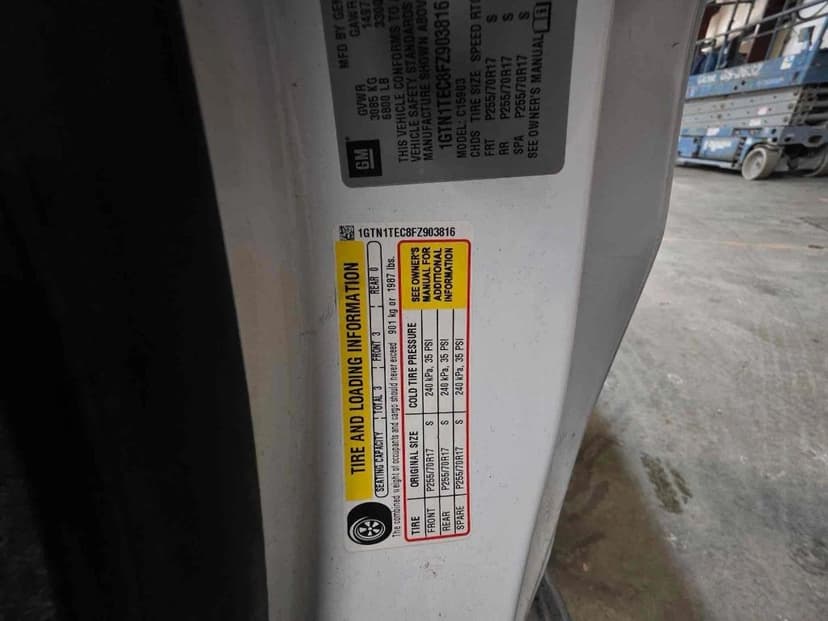 MFD BY GEN
GAWR
GVWR
3085 KG
6800 LB
THIS VEHICLE CONFORMS TO
VEHICLE SAFETY STANDARDS
MANUFACTURE SHOWN ABOV
1GTN1TEC8FZ903816
MODEL: C15903
CHDS TIRE SIZE SPEED RT
FRT P255/70R17 S
RR P255/70R17 S
SPA P255/70R17 S
SEE OWNER'S MANUAL
GM
1GTN1TEC8FZ903816
TIRE AND LOADING INFORMATION
SEATING CAPACITY TOTAL 3 FRONT 3 REAR 0
The combined weight of occupants and cargo should never exceed 901 kg or 1987 lbs.
TIRE ORIGINAL SIZE COLD TIRE PRESSURE
FRONT P255/70R17 S 240 kPa, 35 PSI
REAR P255/70R17 S 240 kPa, 35 PSI
SPARE P255/70R17 S 240 kPa, 35 PSI
SEE OWNER'S
MANUAL FOR
ADDITIONAL
INFORMATION